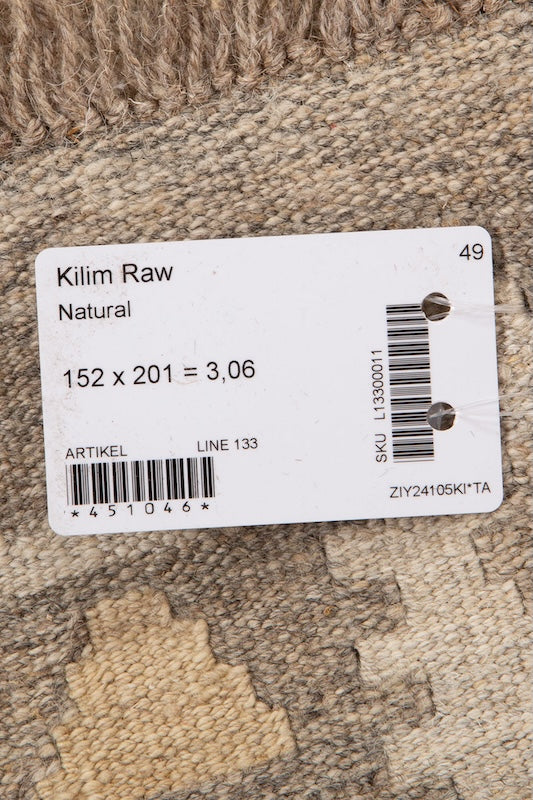 Kilim Raw
49
Natural
152 x 201 = 3,06
SKU L13300011
ARTIKEL LINE 133
*451046*
ZIY24105KI*TA